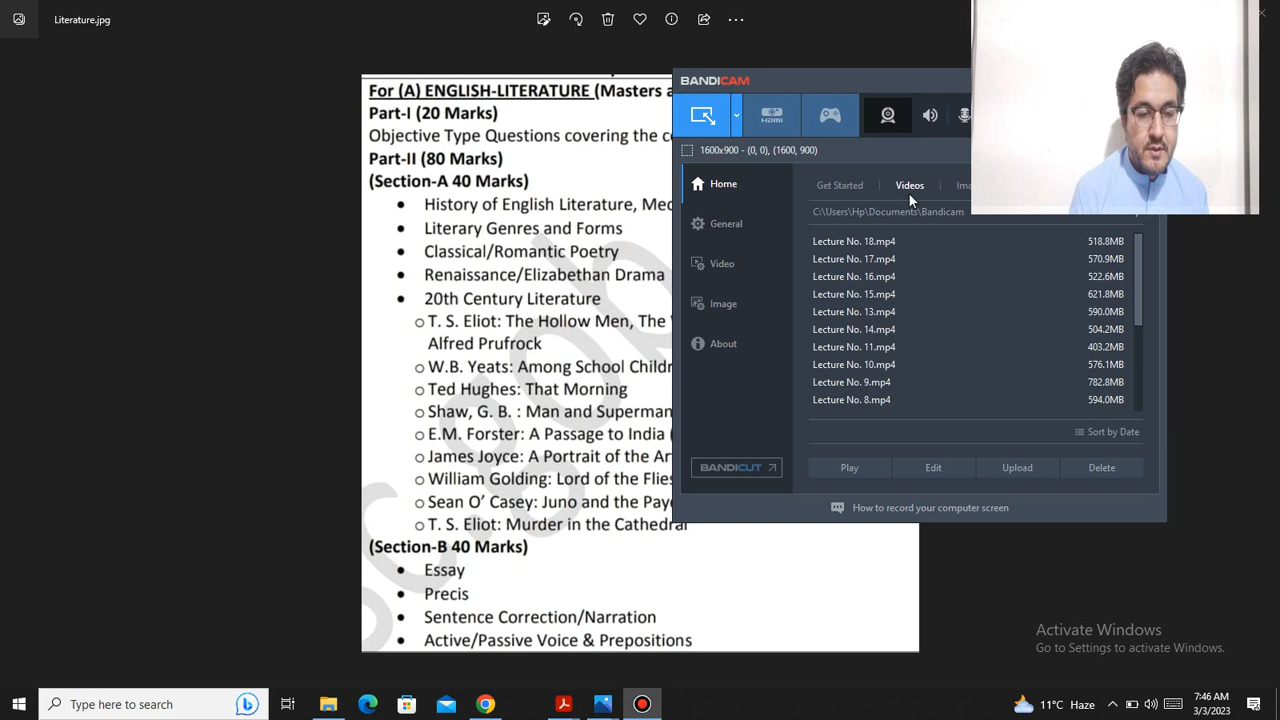 Literature.jpg
For (A) ENGLISH-LITERATURE (Masters a
Part-I (20 Marks)
Objective Type Questions covering the c
Part-II (80 Marks)
(Section-A 40 Marks)
• History of English Literature, Med
• Literary Genres and Forms
• Classical/Romantic Poetry
• Renaissance/Elizabethan Drama
• 20th Century Literature
o T. S. Eliot: The Hollow Men, The
Alfred Prufrock
o W.B. Yeats: Among School Childr
o Ted Hughes: That Morning
o Shaw, G. B. : Man and Superman
o E.M. Forster: A Passage to India (
o James Joyce: A Portrait of the Ar
o William Golding: Lord of the Flies
o Sean O’ Casey: Juno and the Payc
o T. S. Eliot: Murder in the Cathedral
(Section-B 40 Marks)
• Essay
• Precis
• Sentence Correction/Narration
• Active/Passive Voice & Prepositions
BANDICAM
HDMI
1600x900 - (0, 0), (1600, 900)
Home
General
Video
Image
About
BANDICUT
Get Started
Videos
Ima
C:\Users\Hp\Documents\Bandicam
Lecture No. 18.mp4 518.8MB
Lecture No. 17.mp4 570.9MB
Lecture No. 16.mp4 522.6MB
Lecture No. 15.mp4 621.8MB
Lecture No. 13.mp4 590.0MB
Lecture No. 14.mp4 504.2MB
Lecture No. 11.mp4 403.2MB
Lecture No. 10.mp4 576.1MB
Lecture No. 9.mp4 782.8MB
Lecture No. 8.mp4 594.0MB
Sort by Date
Play Edit Upload Delete
How to record your computer screen
Activate Windows
Go to Settings to activate Windows.
Type here to search
11°C Haze
7:46 AM
3/3/2023